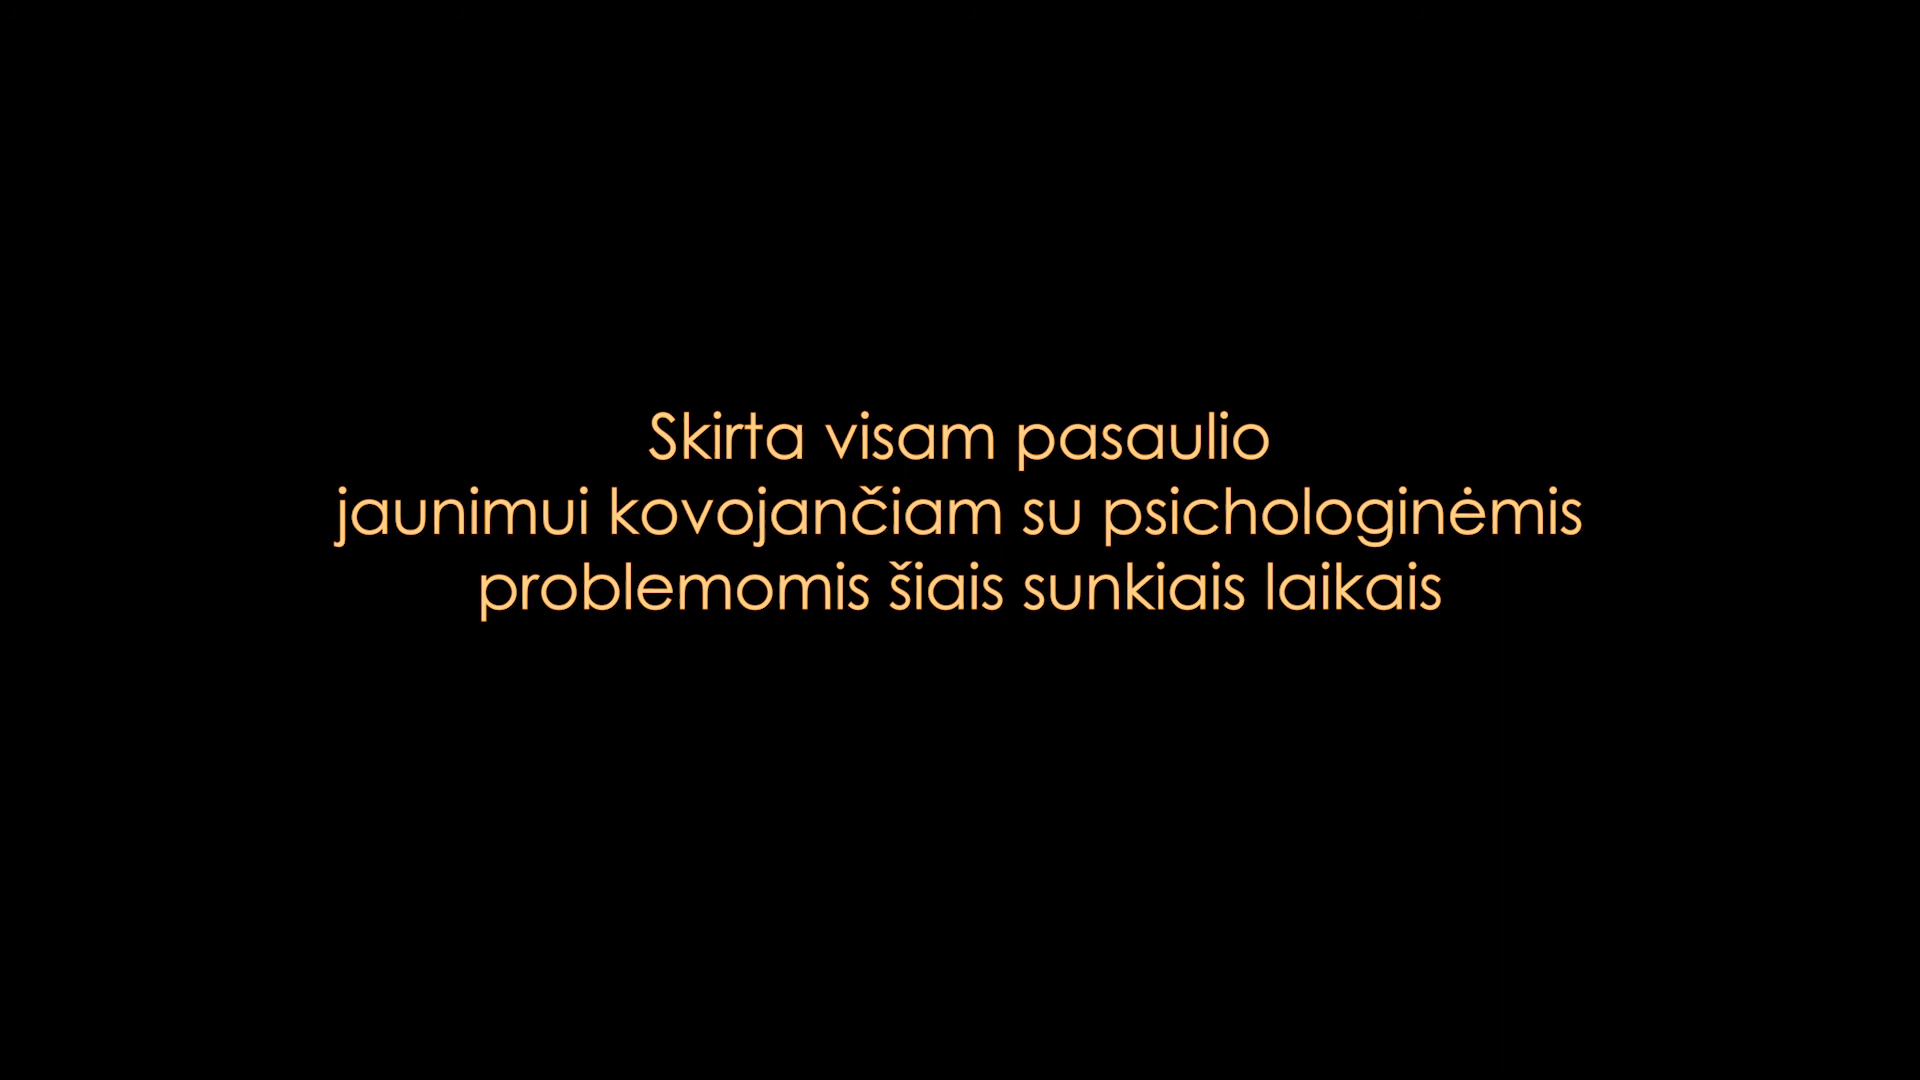 Skirta visam pasaulio
jaunimui kovojančiam su psichologinėmis
problemomis šiais sunkiais laikais